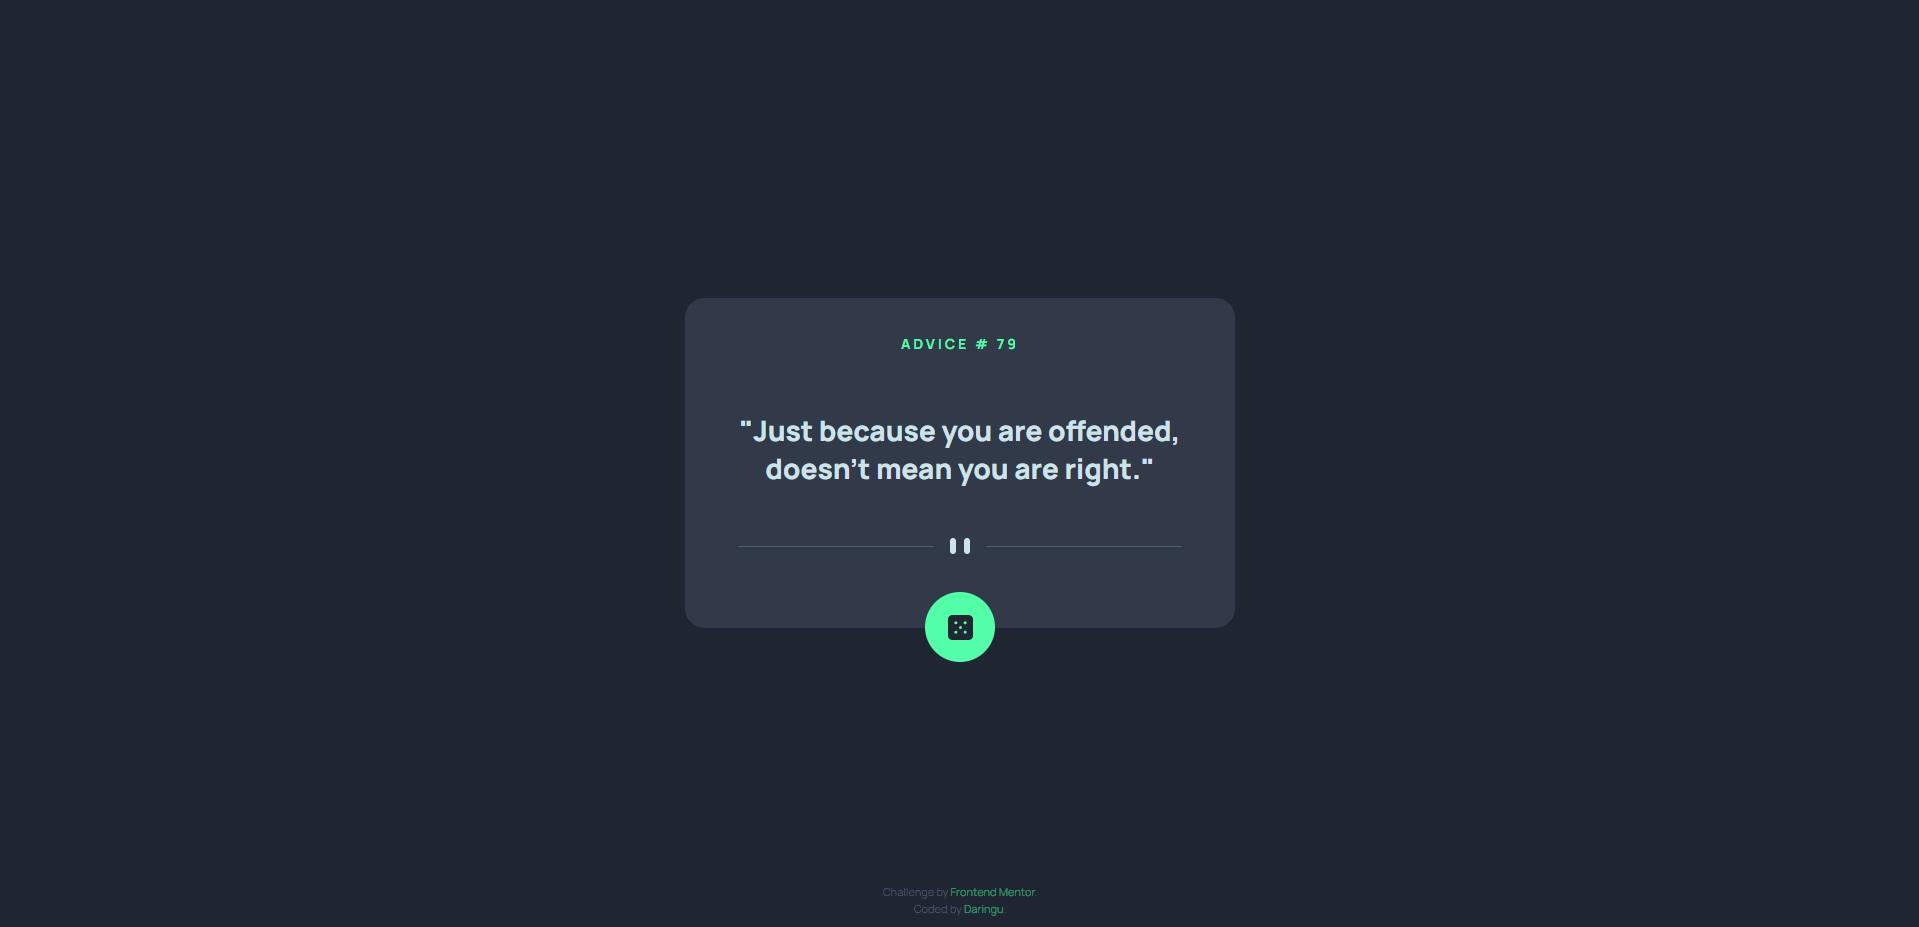 ADVICE # 79
"Just because you are offended,
doesn't mean you are right."
Challenge by Frontend Mentor.
Coded by Daringu.